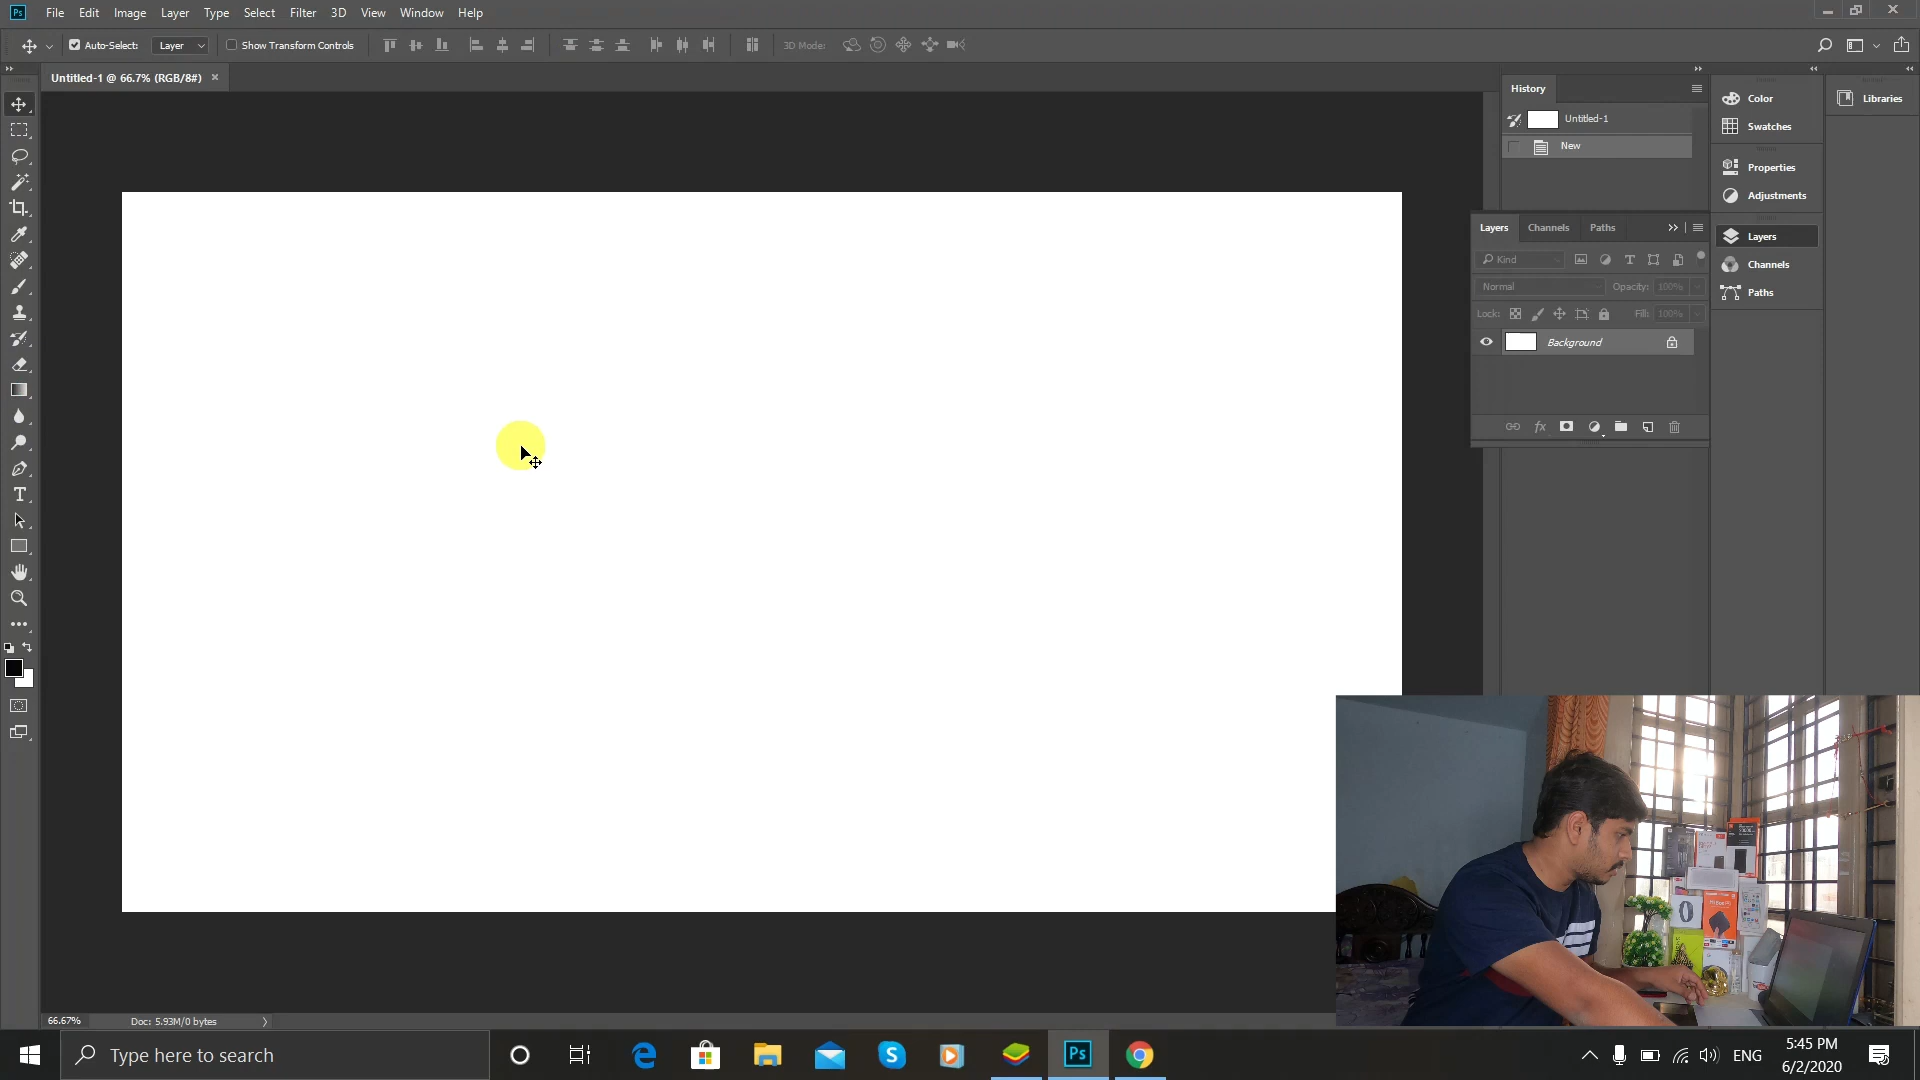 Ps File Edit Image Layer Type Select Filter 3D View Window Help
Auto-Select: Layer Show Transform Controls 3D Mode:
Untitled-1 @ 66.7% (RGB/8#) ×
History
Untitled-1
New
Color
Swatches
Properties
Adjustments
Layers
Channels
Paths
Libraries
Layers Channels Paths
Kind
Normal Opacity: 100%
Lock: Fill: 100%
Background
fx
66.67% Doc: 5.93M/0 bytes
Type here to search
Ps
ENG
5:45 PM
6/2/2020